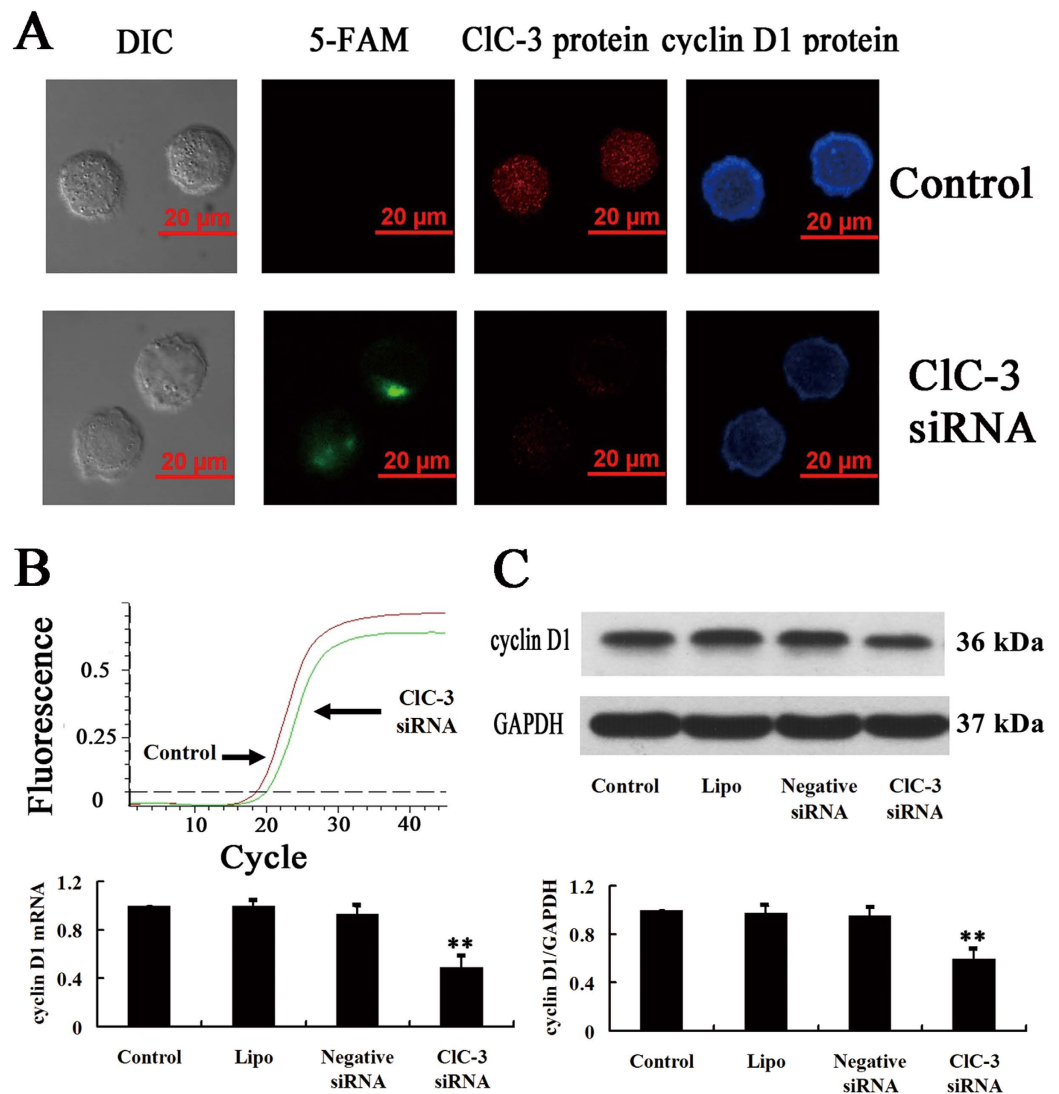 A
DIC 5-FAM ClC-3 protein cyclin D1 protein
20 μm 20 μm 20 μm 20 μm
Control
20 μm 20 μm 20 μm 20 μm
ClC-3
siRNA
B
Fluorescence
0.5
0.25
0
Control
ClC-3
siRNA
10 20 30 40
Cycle
cyclin D1 mRNA
1.2
0.8
0.4
0
**
Control Lipo Negative siRNA ClC-3 siRNA
C
cyclin D1 36 kDa
GAPDH 37 kDa
Control Lipo Negative siRNA ClC-3 siRNA
cyclin D1/GAPDH
1.2
0.8
0.4
0
**
Control Lipo Negative siRNA ClC-3 siRNA